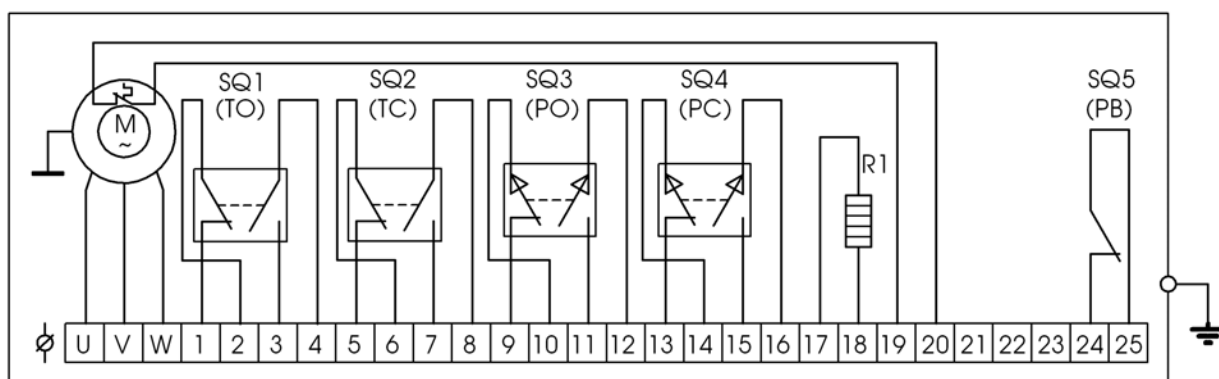 SQ1 SQ2 SQ3 SQ4 SQ5
(TO) (TC) (PO) (PC) (PB)
M
~
R1
U V W 1 2 3 4 5 6 7 8 9 10 11 12 13 14 15 16 17 18 19 20 21 22 23 24 25